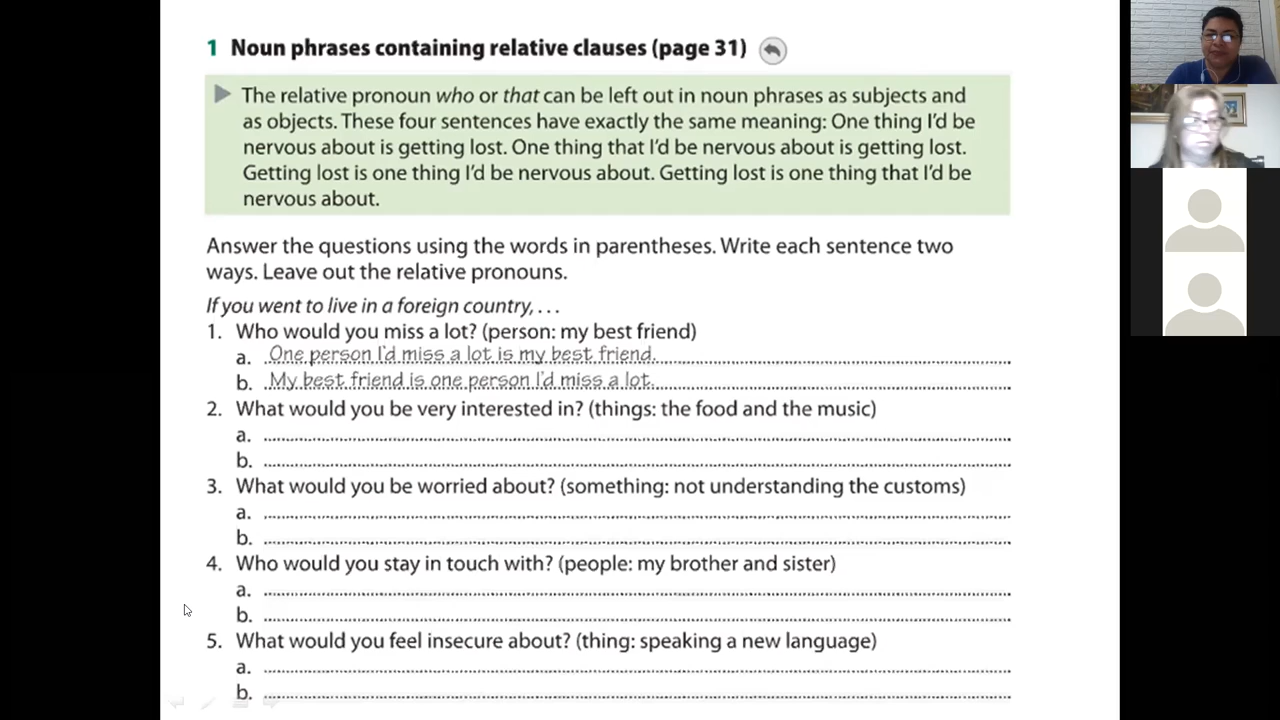 1 Noun phrases containing relative clauses (page 31)
The relative pronoun who or that can be left out in noun phrases as subjects and
as objects. These four sentences have exactly the same meaning: One thing I'd be
nervous about is getting lost. One thing that I'd be nervous about is getting lost.
Getting lost is one thing I'd be nervous about. Getting lost is one thing that I'd be
nervous about.
Answer the questions using the words in parentheses. Write each sentence two
ways. Leave out the relative pronouns.
If you went to live in a foreign country, . . .
1. Who would you miss a lot? (person: my best friend)
a. One person I'd miss a lot is my best friend.
b. My best friend is one person I'd miss a lot.
2. What would you be very interested in? (things: the food and the music)
a.
b.
3. What would you be worried about? (something: not understanding the customs)
a.
b.
4. Who would you stay in touch with? (people: my brother and sister)
a.
b.
5. What would you feel insecure about? (thing: speaking a new language)
a.
b.